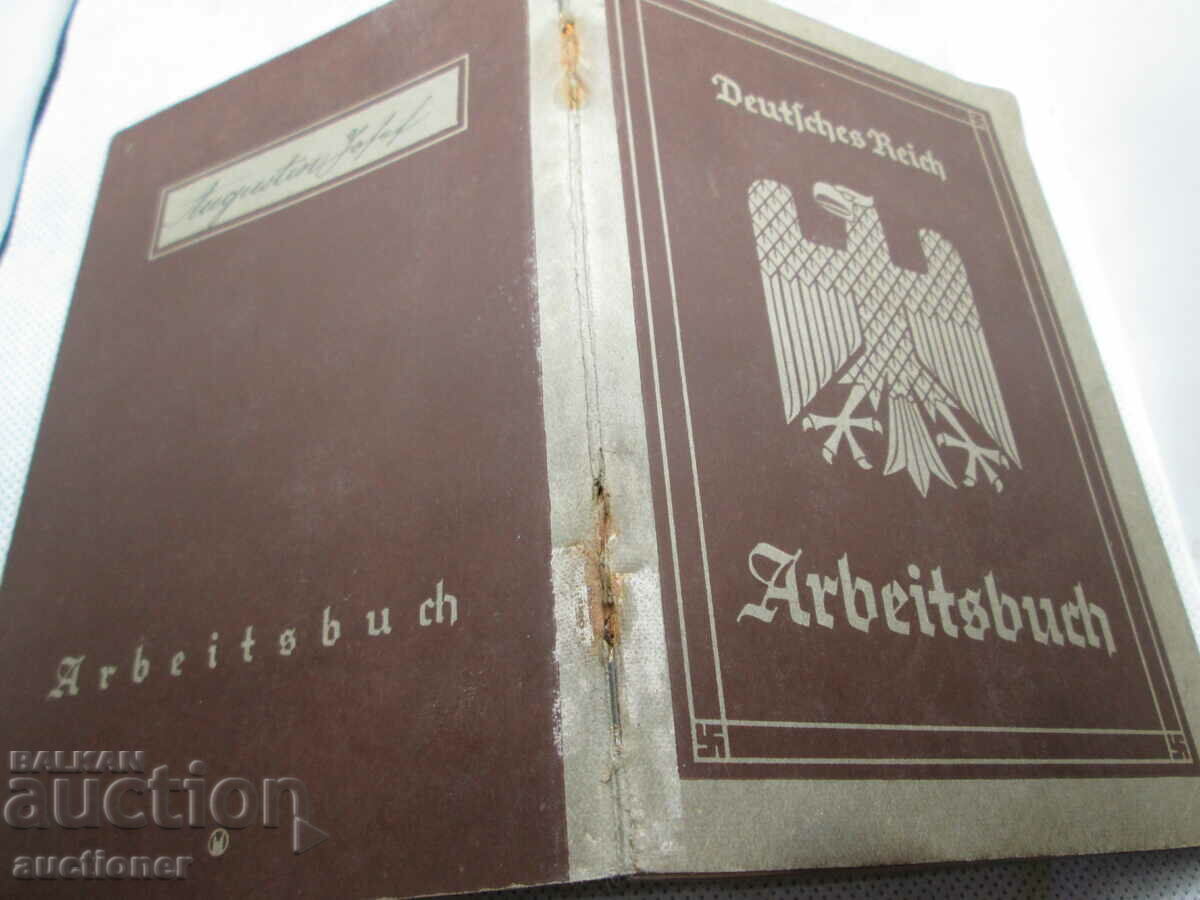 Augustin Josef
Arbeitsbuch
Deutsches Reich
Arbeitsbuch
BALKAN
auction
auctioner